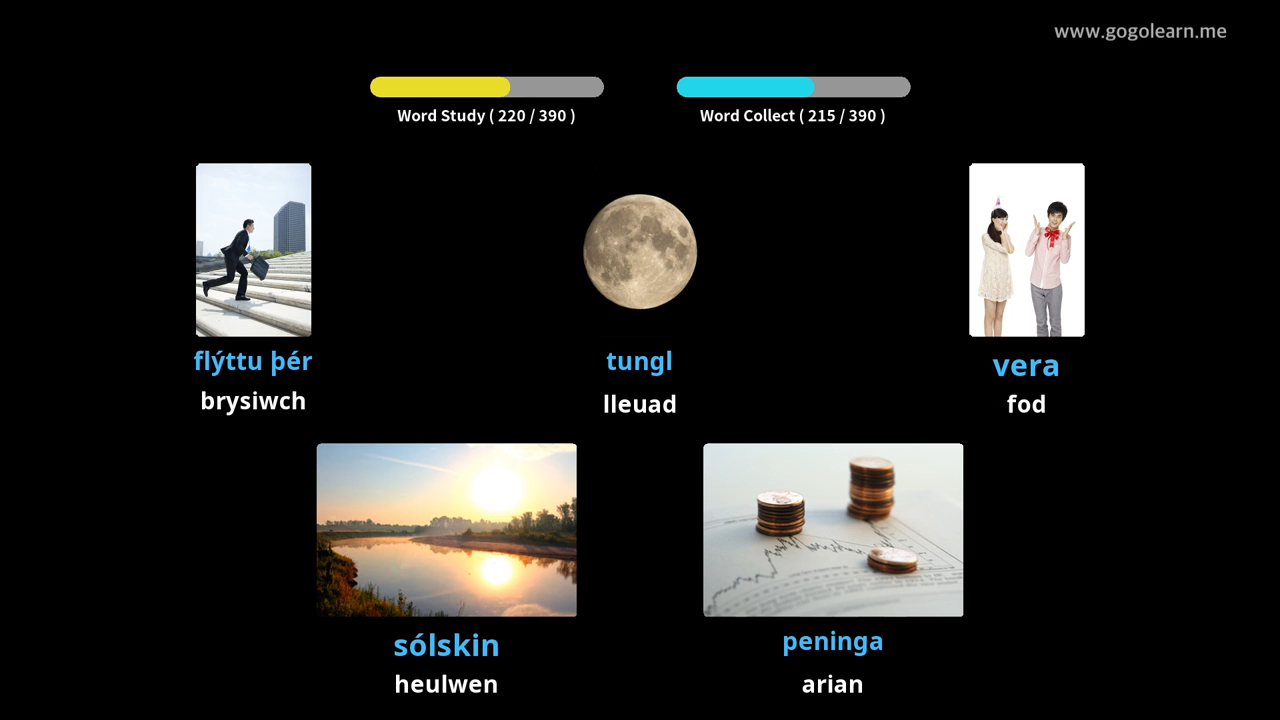 www.gogolearn.me
Word Study ( 220 / 390 )
Word Collect ( 215 / 390 )
flýttu þér
brysiwch
tungl
lleuad
vera
fod
sólskin
heulwen
peninga
arian